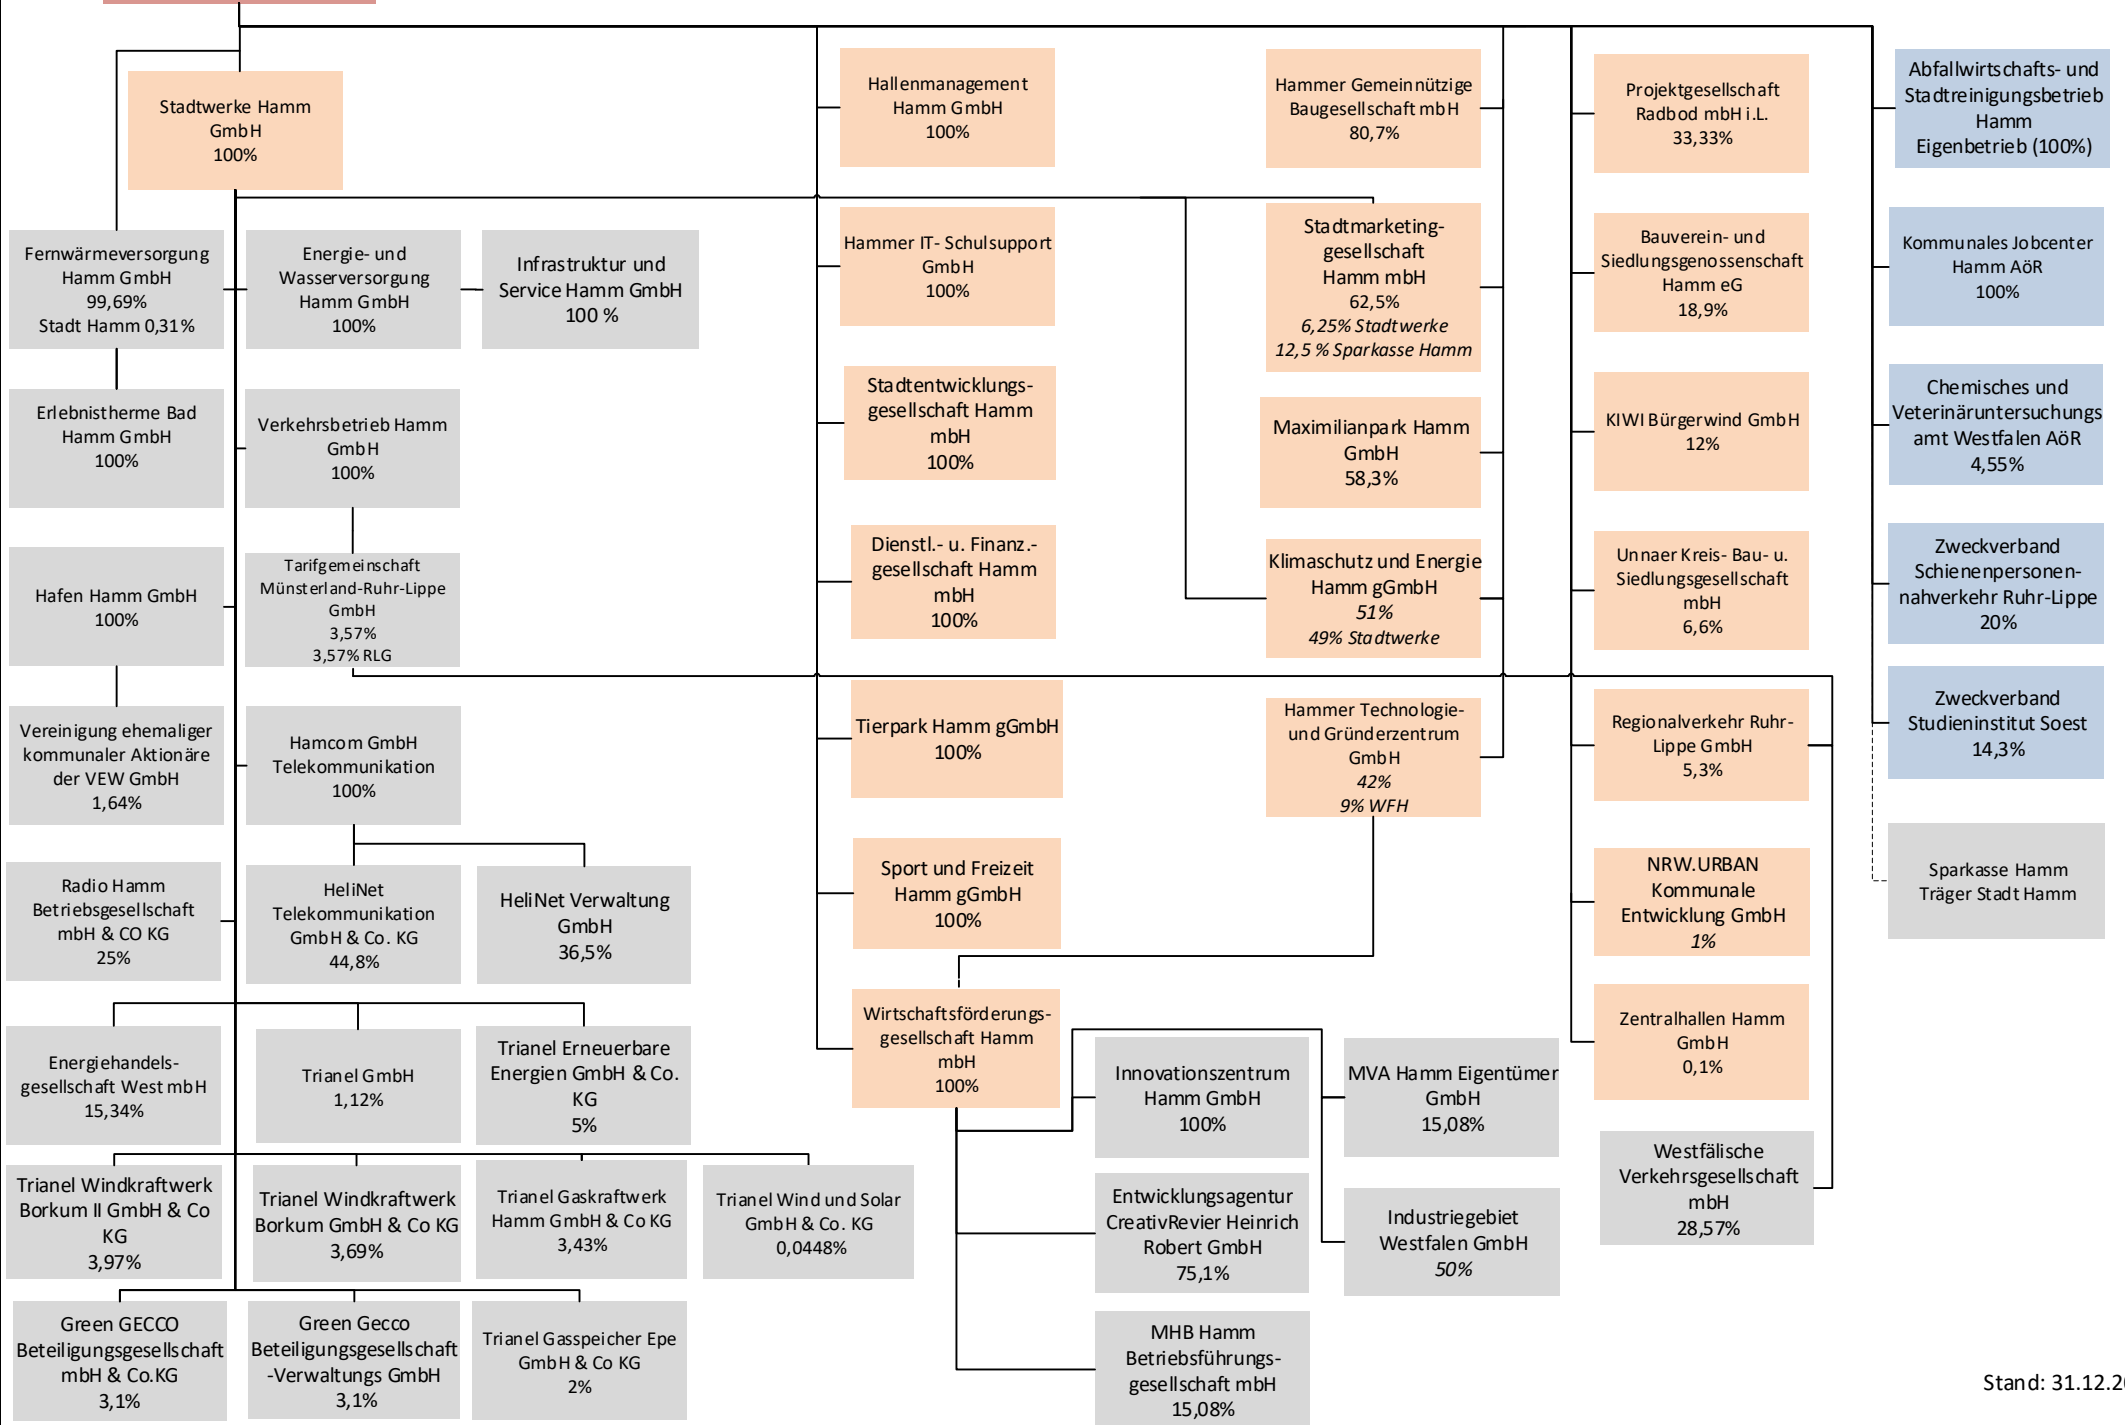 Stadtwerke Hamm
GmbH
100%
Fernwärmeversorgung
Hamm GmbH
99,69%
Stadt Hamm 0,31%
Energie- und
Wasserversorgung
Hamm GmbH
100%
Infrastruktur und
Service Hamm GmbH
100 %
Erlebnistherme Bad
Hamm GmbH
100%
Verkehrsbetrieb Hamm
GmbH
100%
Hafen Hamm GmbH
100%
Tarifgemeinschaft
Münsterland-Ruhr-Lippe
GmbH
3,57%
3,57% RLG
Vereinigung ehemaliger
kommunaler Aktionäre
der VEW GmbH
1,64%
Hamcom GmbH
Telekommunikation
100%
Radio Hamm
Betriebsgesellschaft
mbH & CO KG
25%
HeliNet
Telekommunikation
GmbH & Co. KG
44,8%
HeliNet Verwaltung
GmbH
36,5%
Energiehandels-
gesellschaft West mbH
15,34%
Trianel GmbH
1,12%
Trianel Erneuerbare
Energien GmbH & Co.
KG
5%
Trianel Windkraftwerk
Borkum II GmbH & Co
KG
3,97%
Trianel Windkraftwerk
Borkum GmbH & Co KG
3,69%
Trianel Gaskraftwerk
Hamm GmbH & Co KG
3,43%
Trianel Wind und Solar
GmbH & Co. KG
0,0448%
Green GECCO
Beteiligungsgesellschaft
mbH & Co.KG
3,1%
Green Gecco
Beteiligungsgesellschaft
-Verwaltungs GmbH
3,1%
Trianel Gasspeicher Epe
GmbH & Co KG
2%
Hallenmanagement
Hamm GmbH
100%
Hammer IT- Schulsupport
GmbH
100%
Stadtentwicklungs-
gesellschaft Hamm
mbH
100%
Dienstl.- u. Finanz.-
gesellschaft Hamm
mbH
100%
Tierpark Hamm gGmbH
100%
Sport und Freizeit
Hamm gGmbH
100%
Wirtschaftsförderungs-
gesellschaft Hamm
mbH
100%
Innovationszentrum
Hamm GmbH
100%
Entwicklungsagentur
CreativRevier Heinrich
Robert GmbH
75,1%
MHB Hamm
Betriebsführungs-
gesellschaft mbH
15,08%
MVA Hamm Eigentümer
GmbH
15,08%
Industriegebiet
Westfalen GmbH
50%
Hammer Gemeinnützige
Baugesellschaft mbH
80,7%
Stadtmarketing-
gesellschaft
Hamm mbH
62,5%
6,25% Stadtwerke
12,5 % Sparkasse Hamm
Maximilianpark Hamm
GmbH
58,3%
Klimaschutz und Energie
Hamm gGmbH
51%
49% Stadtwerke
Hammer Technologie-
und Gründerzentrum
GmbH
42%
9% WFH
Projektgesellschaft
Radbod mbH i.L.
33,33%
Bauverein- und
Siedlungsgenossenschaft
Hamm eG
18,9%
KIWI Bürgerwind GmbH
12%
Unnaer Kreis- Bau- u.
Siedlungsgesellschaft
mbH
6,6%
Regionalverkehr Ruhr-
Lippe GmbH
5,3%
NRW.URBAN
Kommunale
Entwicklung GmbH
1%
Zentralhallen Hamm
GmbH
0,1%
Westfälische
Verkehrsgesellschaft
mbH
28,57%
Abfallwirtschafts- und
Stadtreinigungsbetrieb
Hamm
Eigenbetrieb (100%)
Kommunales Jobcenter
Hamm AöR
100%
Chemisches und
Veterinäruntersuchungs
amt Westfalen AöR
4,55%
Zweckverband
Schienenpersonen-
nahverkehr Ruhr-Lippe
20%
Zweckverband
Studieninstitut Soest
14,3%
Sparkasse Hamm
Träger Stadt Hamm
Stand: 31.12.2